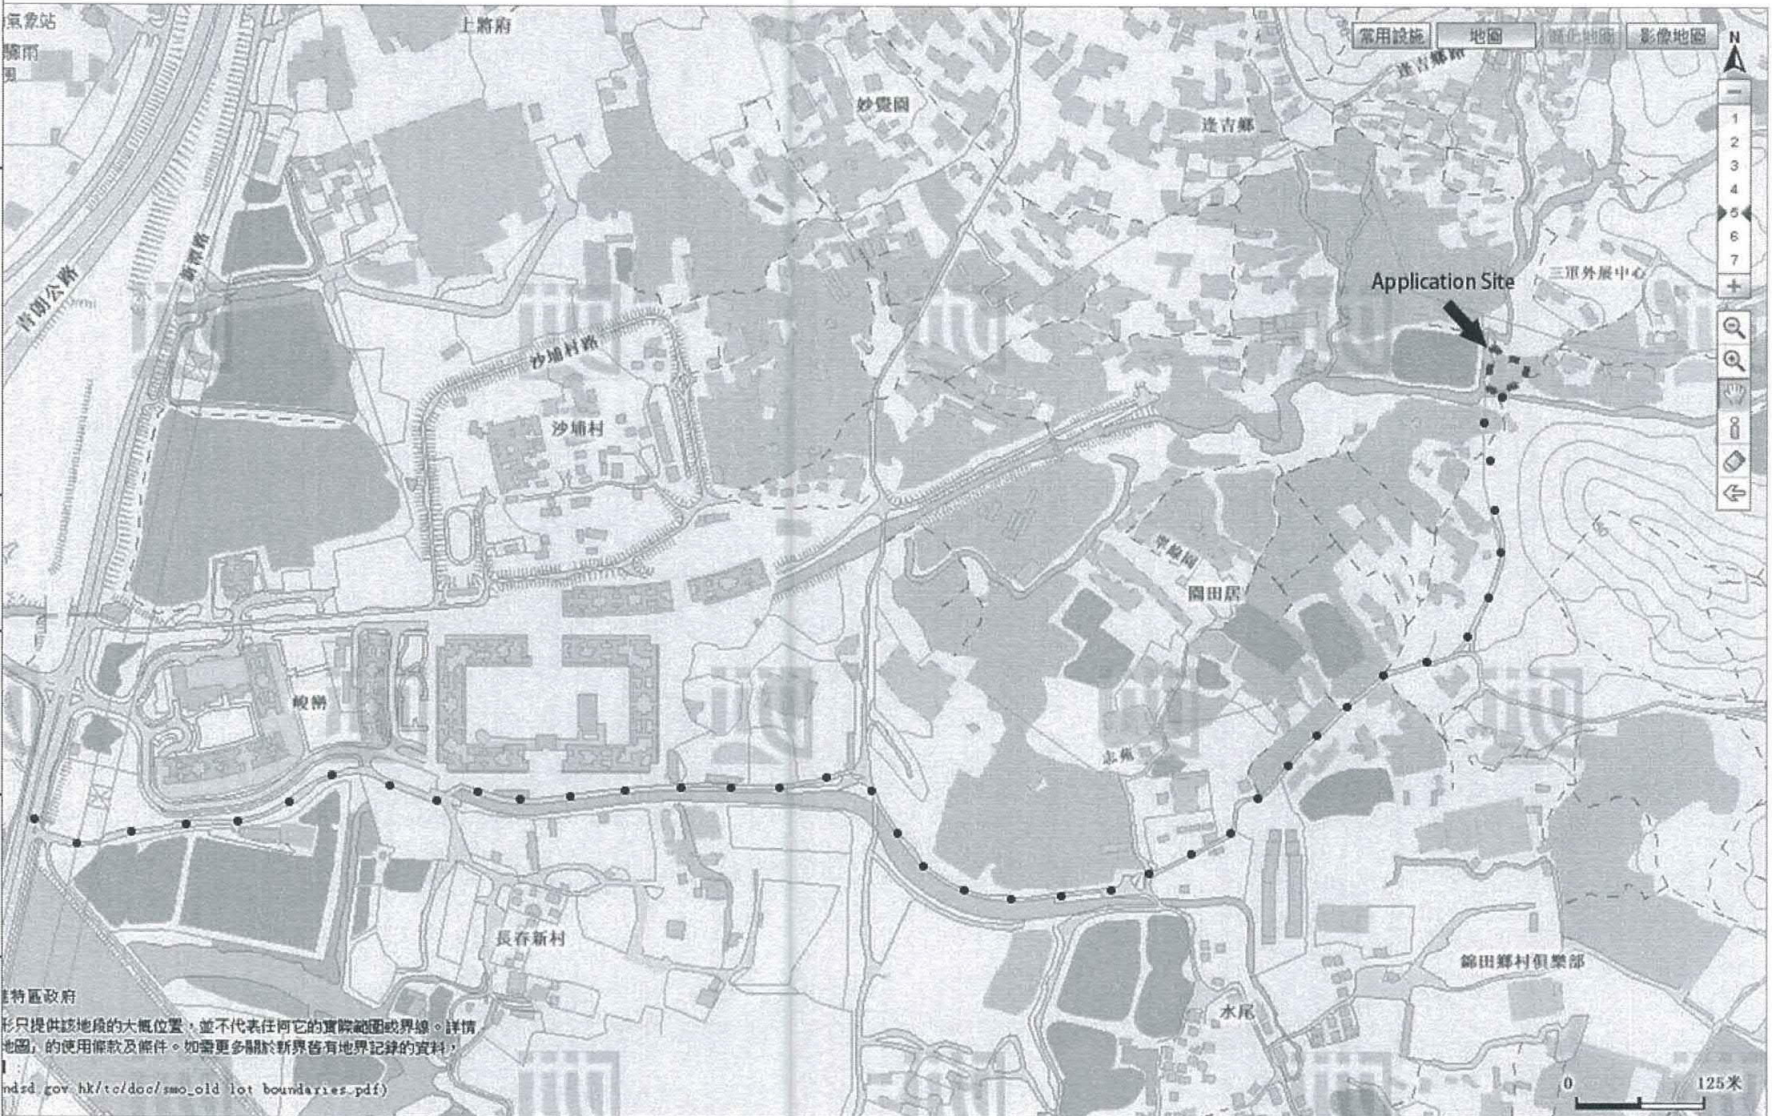 氣象站
上將府
常用設施
地圖
影像地圖
N
逢吉鄉路
妙覺園
逢吉鄉
1
2
3
4
5
6
7
三軍外展中心
Application Site
青朗公路
新潭路
沙埔村路
沙埔村
園田居
峻巒
志苑
長春新村
錦田鄉村俱樂部
水尾
特區政府
形只提供該地段的大概位置，並不代表任何它的實際範圍或界線。詳情
地圖」的使用條款及條件。如需更多關於新界舊有地界記錄的資料，
ndsd.gov.hk/tc/doc/smo_old lot boundaries.pdf)
0 125米